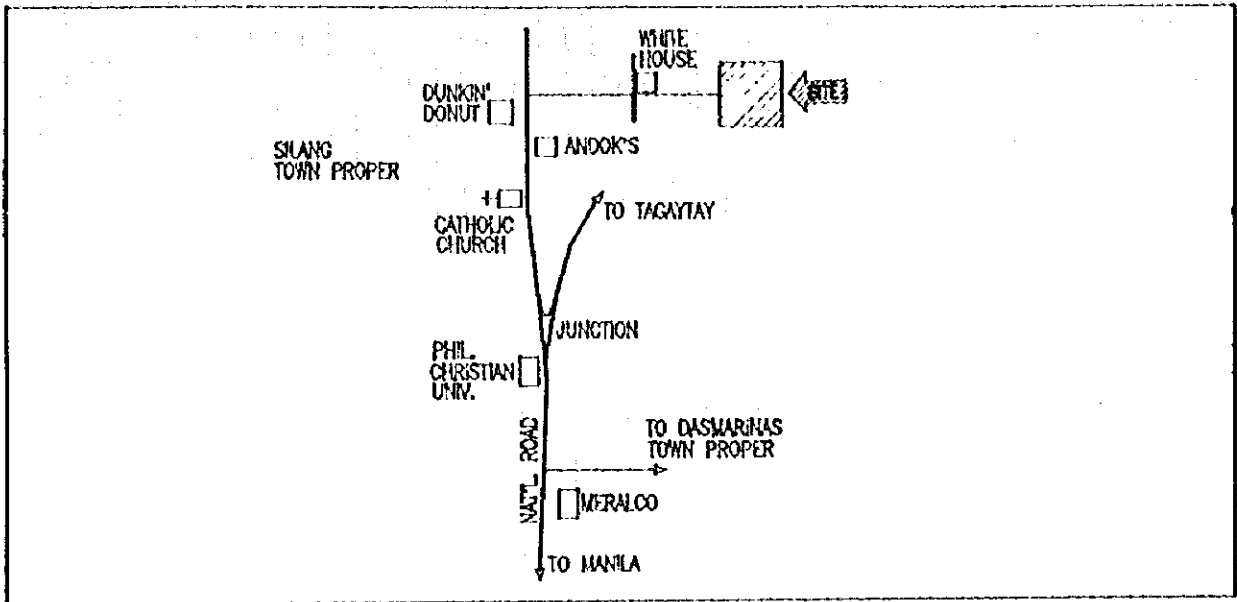 WHITE
HOUSE
DUNKIN'
DONUT
SITE
ANDOK'S
SILANG
TOWN PROPER
CATHOLIC
CHURCH
TO TAGAYTAY
JUNCTION
PHIL.
CHRISTIAN
UNIV.
NAT'L ROAD
TO DASMARINAS
TOWN PROPER
MERALCO
TO MANILA